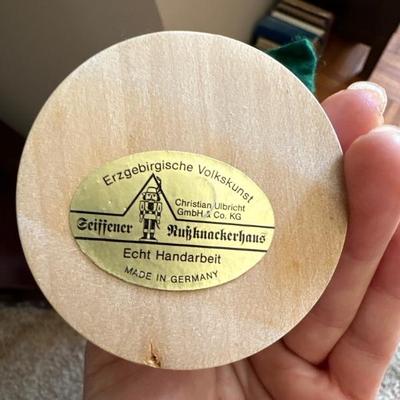 Erzgebirgische Volkskunst
Christian Ulbricht
GmbH & Co. KG
Seiffener Nußknackerhaus
Echt Handarbeit
MADE IN GERMANY